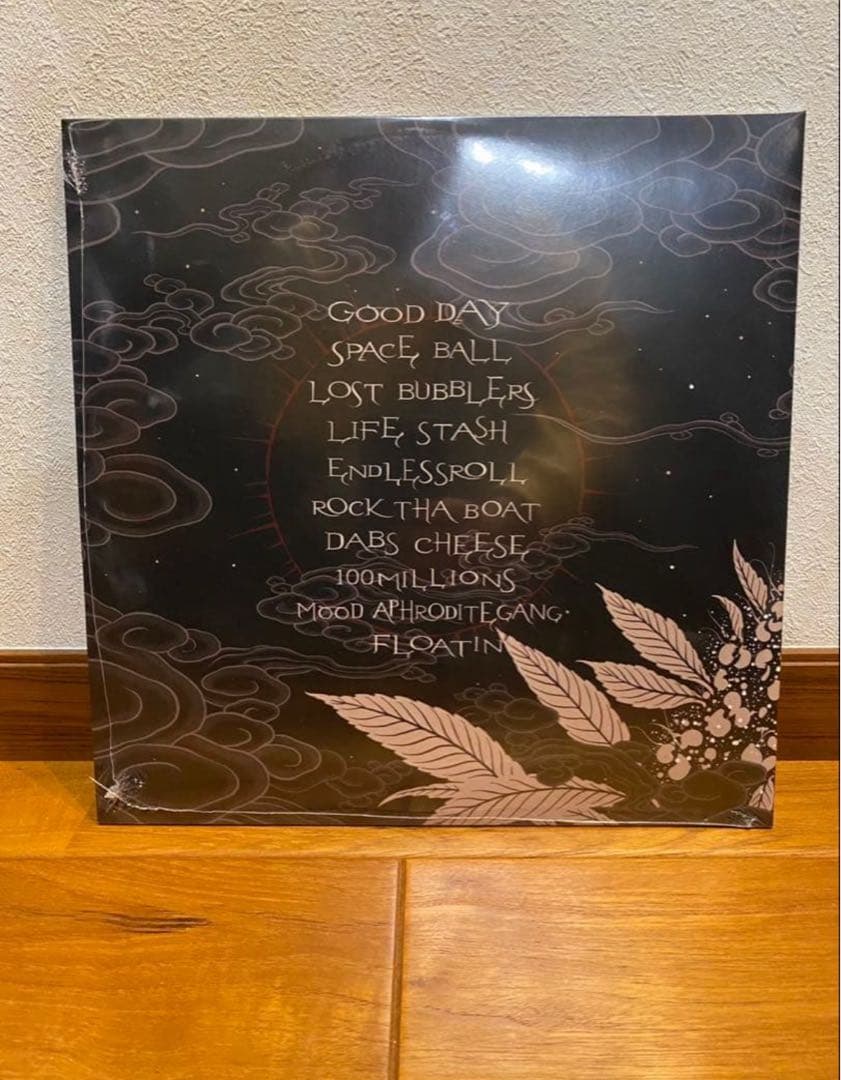 GOOD DAY
SPACE BALL
LOST BUBBLERS
LIFE STASH
ENDLESSROLL
ROCK THA BOAT
DABS CHEESE
100MILLIONS
MOOD APHRODITEGANG
FLOATIN